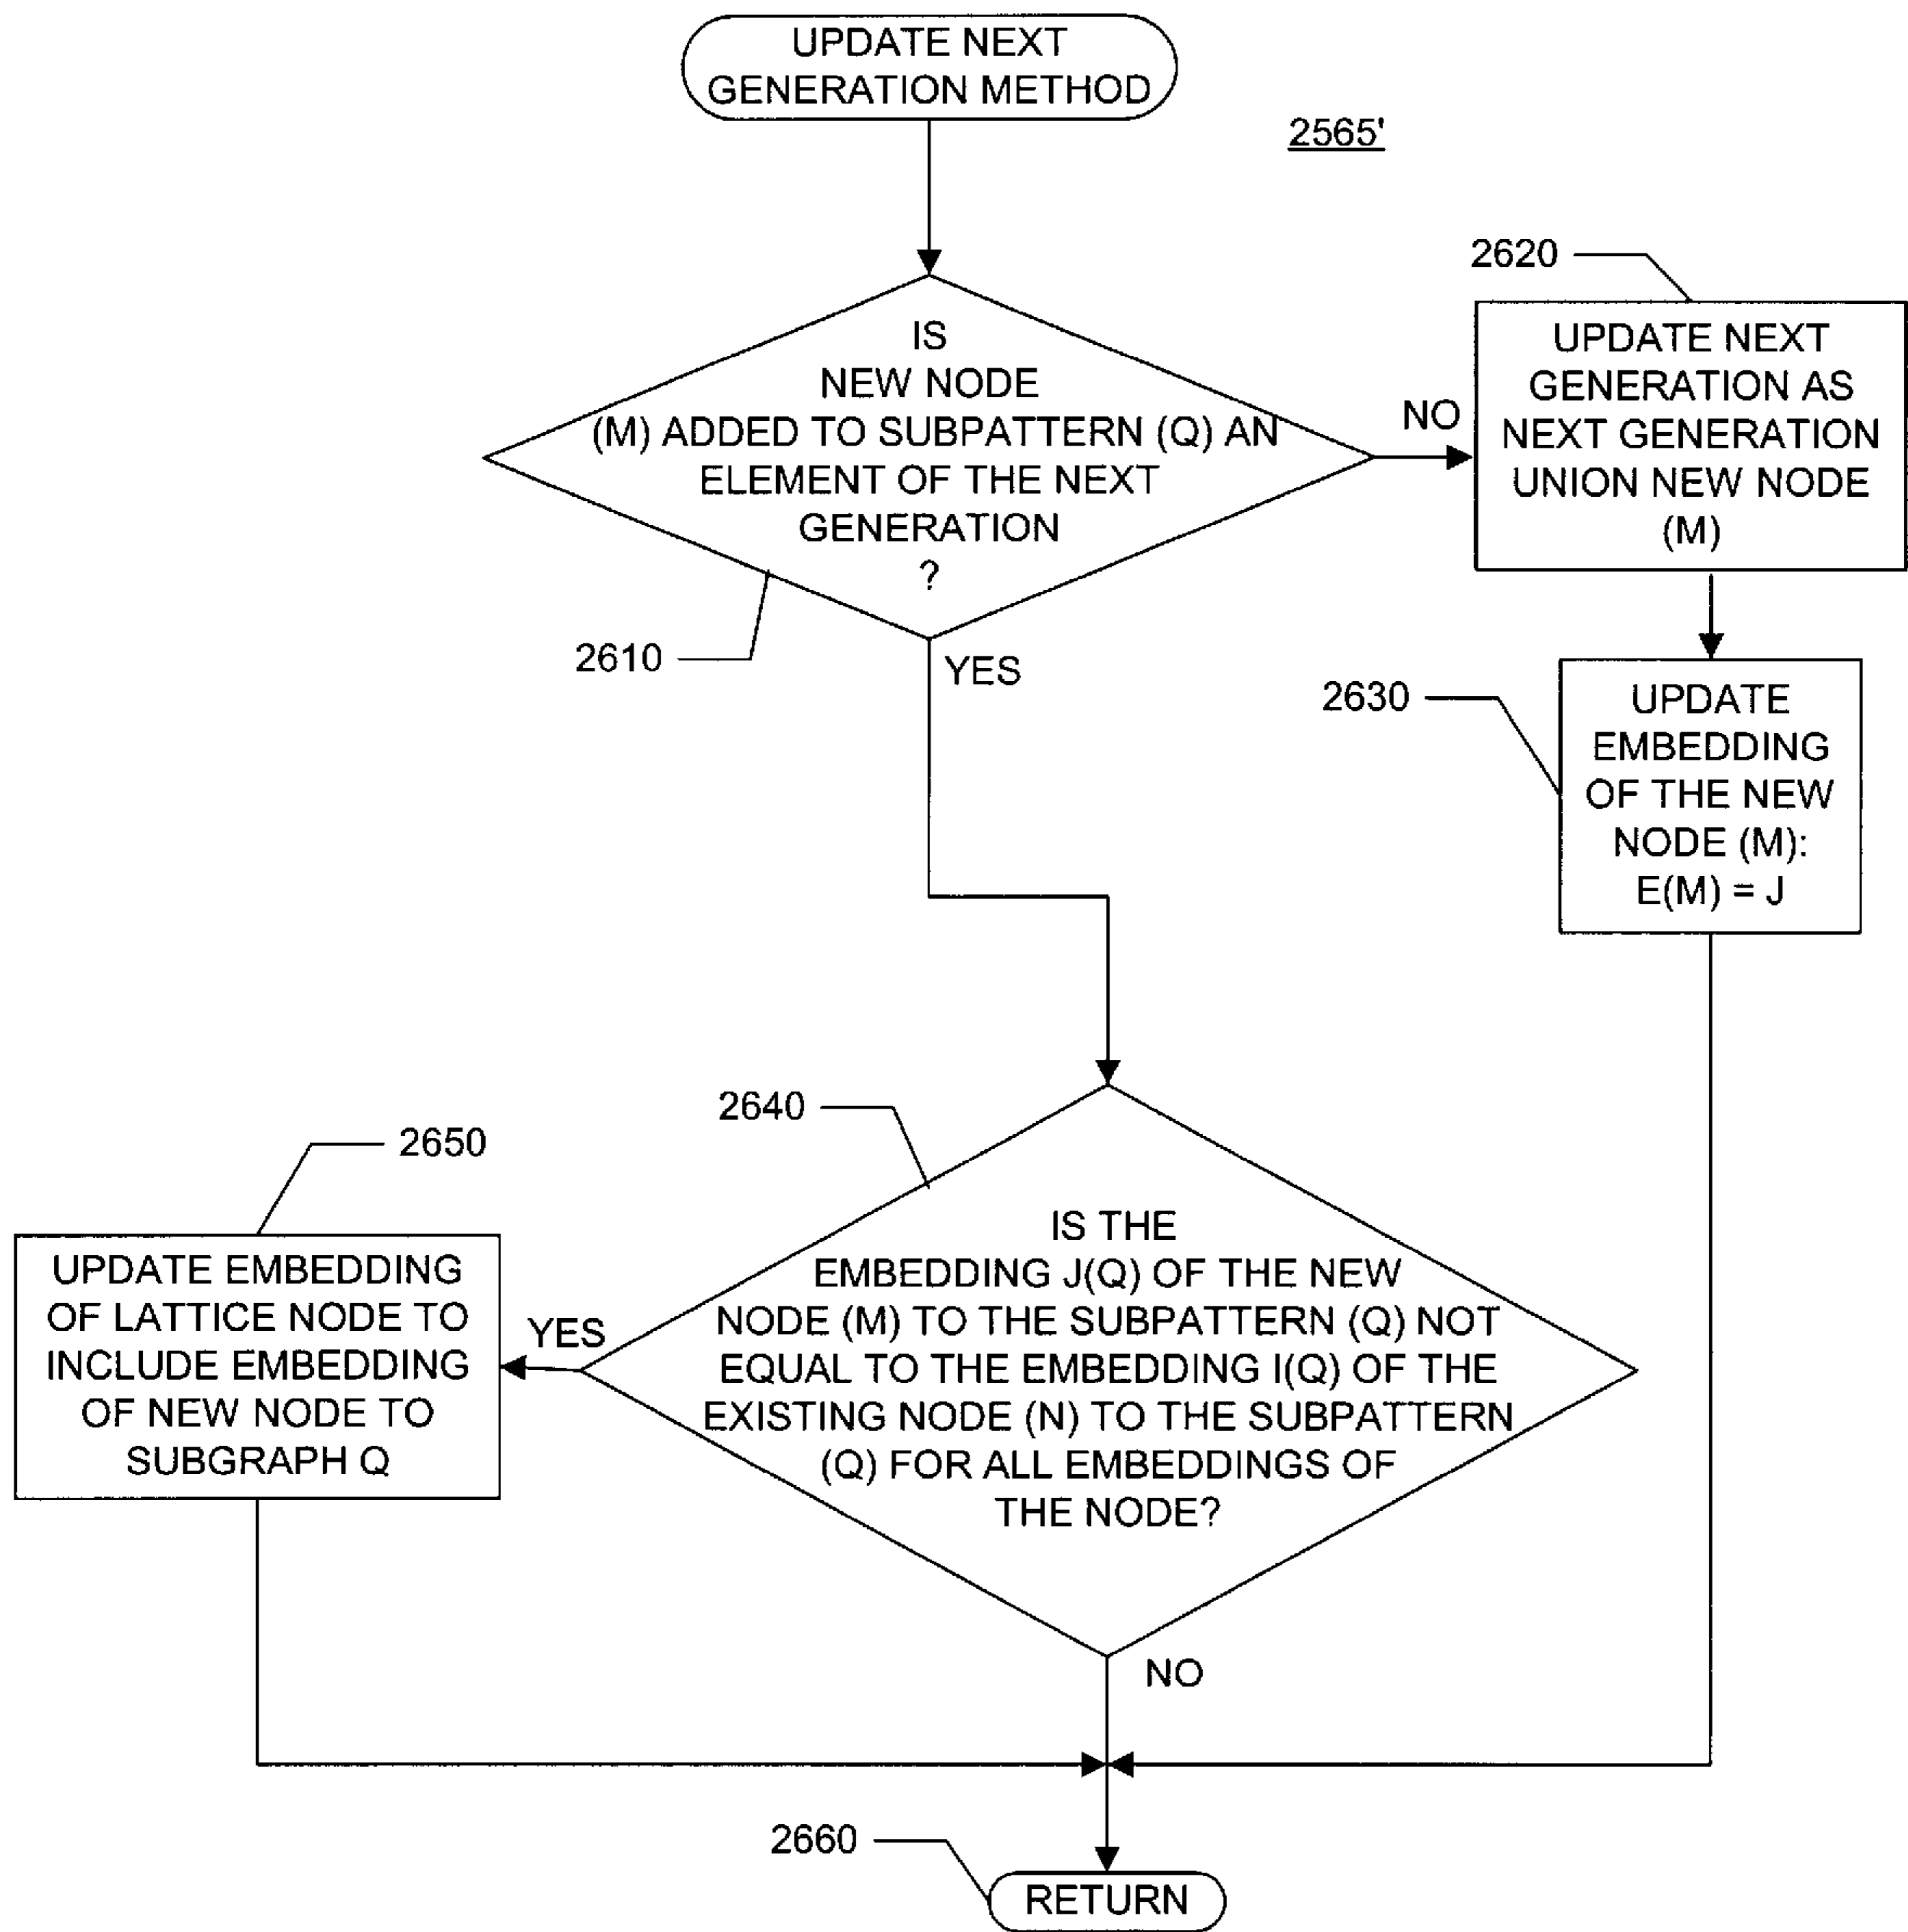 UPDATE NEXT
GENERATION METHOD
2565'
IS
NEW NODE
(M) ADDED TO SUBPATTERN (Q) AN
ELEMENT OF THE NEXT
GENERATION
?
2610
NO
YES
2620
UPDATE NEXT
GENERATION AS
NEXT GENERATION
UNION NEW NODE
(M)
2630
UPDATE
EMBEDDING
OF THE NEW
NODE (M):
E(M) = J
2640
IS THE
EMBEDDING J(Q) OF THE NEW
NODE (M) TO THE SUBPATTERN (Q) NOT
EQUAL TO THE EMBEDDING I(Q) OF THE
EXISTING NODE (N) TO THE SUBPATTERN
(Q) FOR ALL EMBEDDINGS OF
THE NODE?
YES
NO
2650
UPDATE EMBEDDING
OF LATTICE NODE TO
INCLUDE EMBEDDING
OF NEW NODE TO
SUBGRAPH Q
2660
RETURN